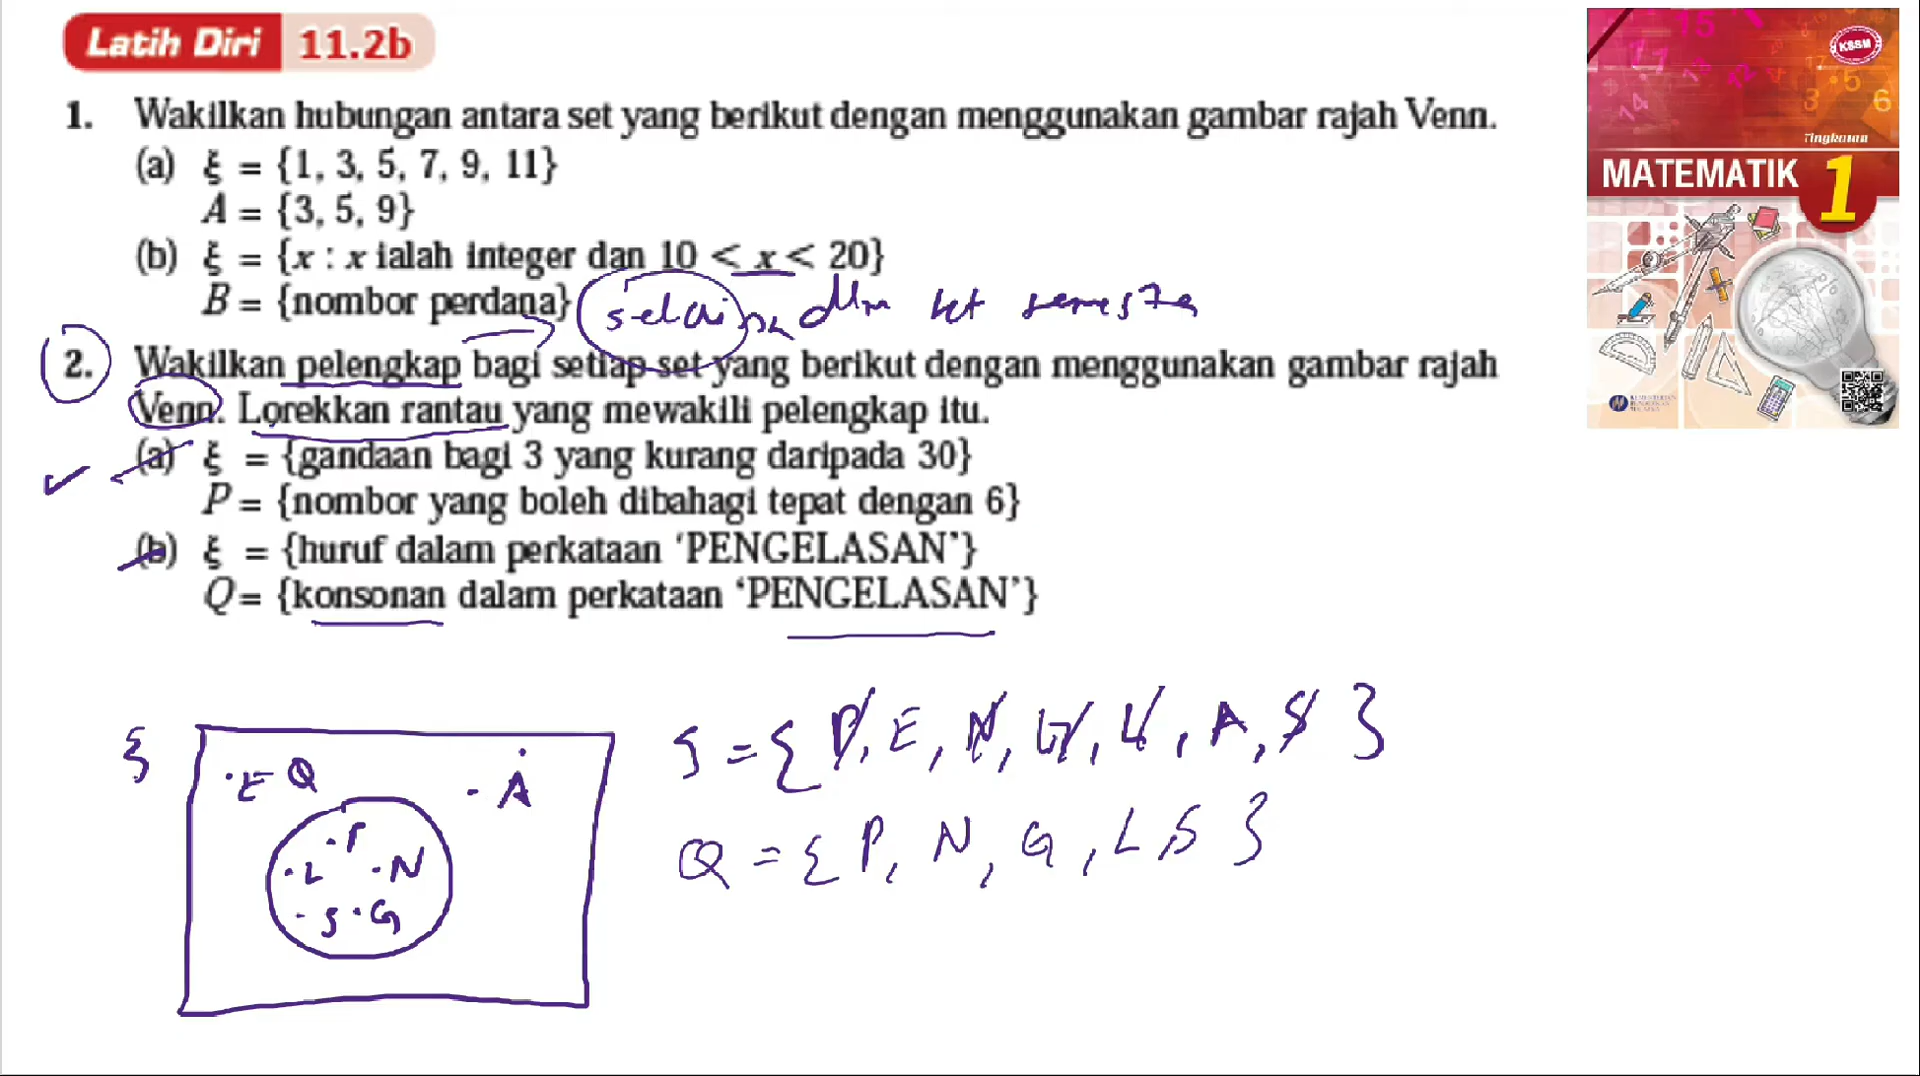 Latih Diri 11.2b
1. Wakilkan hubungan antara set yang berikut dengan menggunakan gambar rajah Venn.
(a) ξ = {1, 3, 5, 7, 9, 11}
A = {3, 5, 9}
(b) ξ = {x : x ialah integer dan 10 < x < 20}
B = {nombor perdana}
selain dlm set semesta
2. Wakilkan pelengkap bagi setiap set yang berikut dengan menggunakan gambar rajah
Venn. Lorekkan rantau yang mewakili pelengkap itu.
(a) ξ = {gandaan bagi 3 yang kurang daripada 30}
P = {nombor yang boleh dibahagi tepat dengan 6}
(b) ξ = {huruf dalam perkataan ‘PENGELASAN’}
Q = {konsonan dalam perkataan ‘PENGELASAN’}
ξ = {P, E, N, G, L, A, S}
Q = {P, N, G, L, S}
ξ
.E Q .A
.P
.L .N
.S .G
KSSM
Tingkatan
MATEMATIK 1